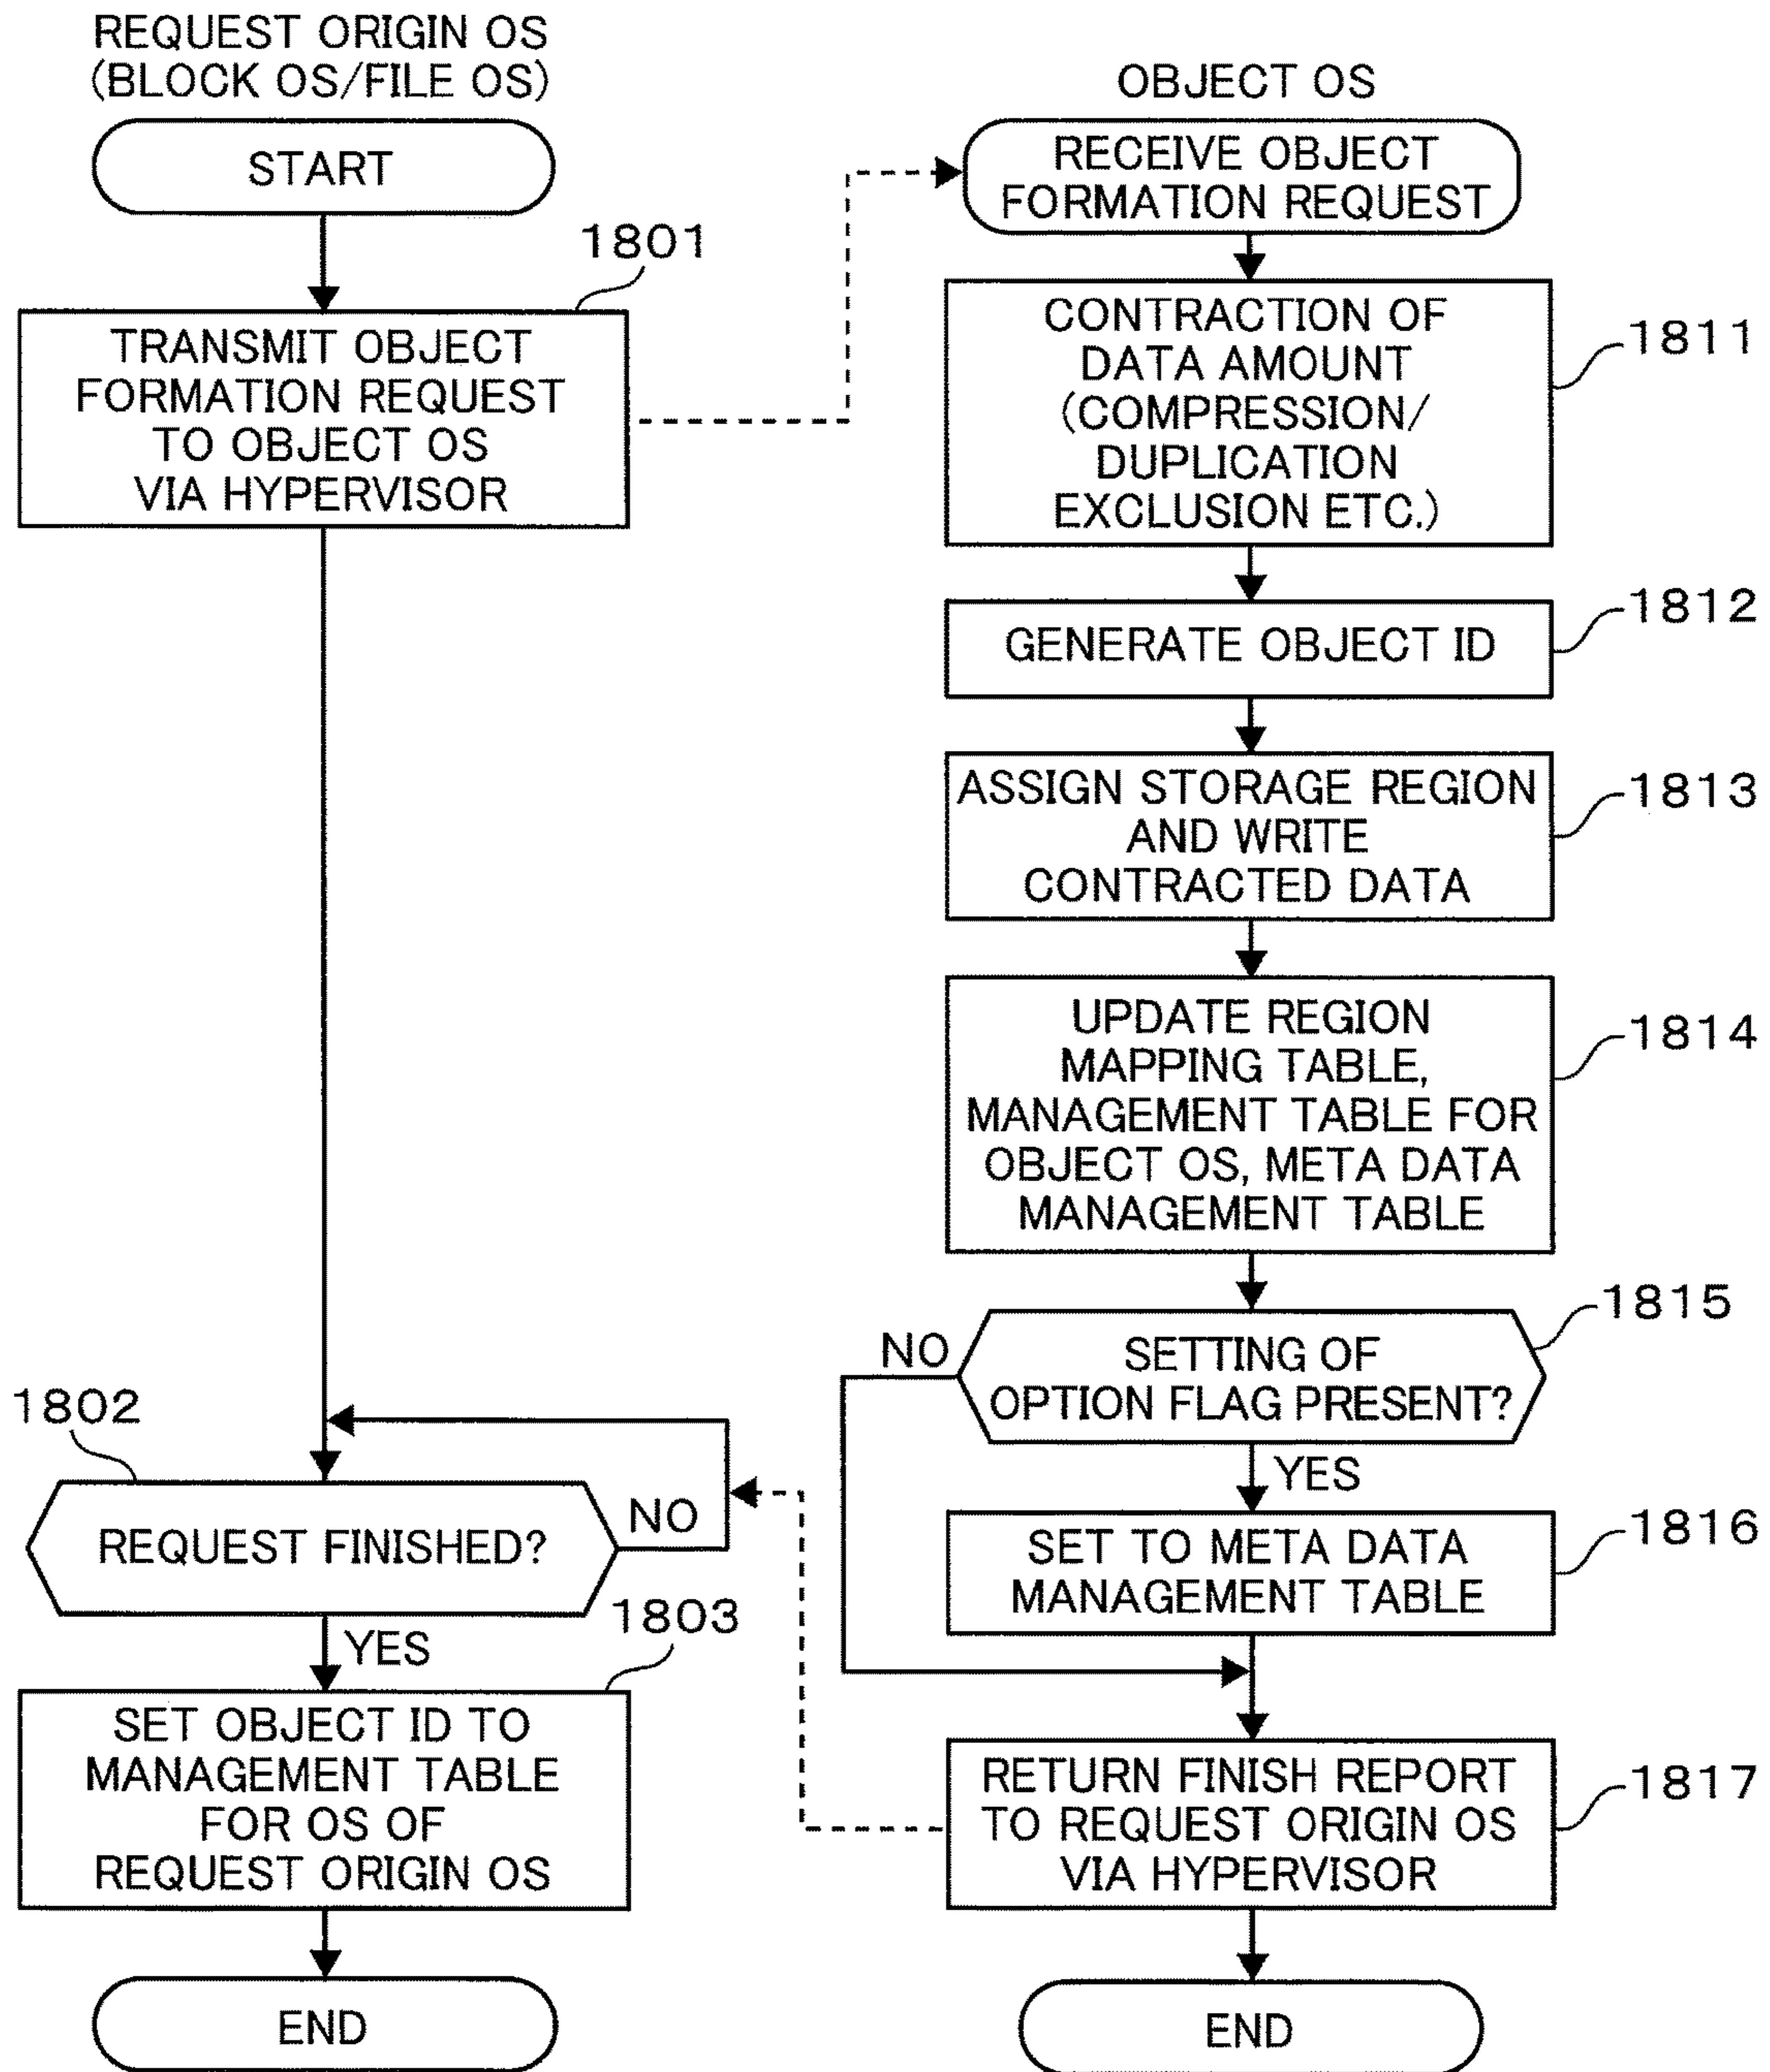 REQUEST ORIGIN OS
(BLOCK OS/FILE OS)
START
1801
TRANSMIT OBJECT
FORMATION REQUEST
TO OBJECT OS
VIA HYPERVISOR
1802
REQUEST FINISHED?
NO
YES
1803
SET OBJECT ID TO
MANAGEMENT TABLE
FOR OS OF
REQUEST ORIGIN OS
END
OBJECT OS
RECEIVE OBJECT
FORMATION REQUEST
CONTRACTION OF
DATA AMOUNT
(COMPRESSION/
DUPLICATION
EXCLUSION ETC.)
1811
GENERATE OBJECT ID
1812
ASSIGN STORAGE REGION
AND WRITE
CONTRACTED DATA
1813
UPDATE REGION
MAPPING TABLE,
MANAGEMENT TABLE FOR
OBJECT OS, META DATA
MANAGEMENT TABLE
1814
1815
NO
SETTING OF
OPTION FLAG PRESENT?
YES
SET TO META DATA
MANAGEMENT TABLE
1816
RETURN FINISH REPORT
TO REQUEST ORIGIN OS
VIA HYPERVISOR
1817
END